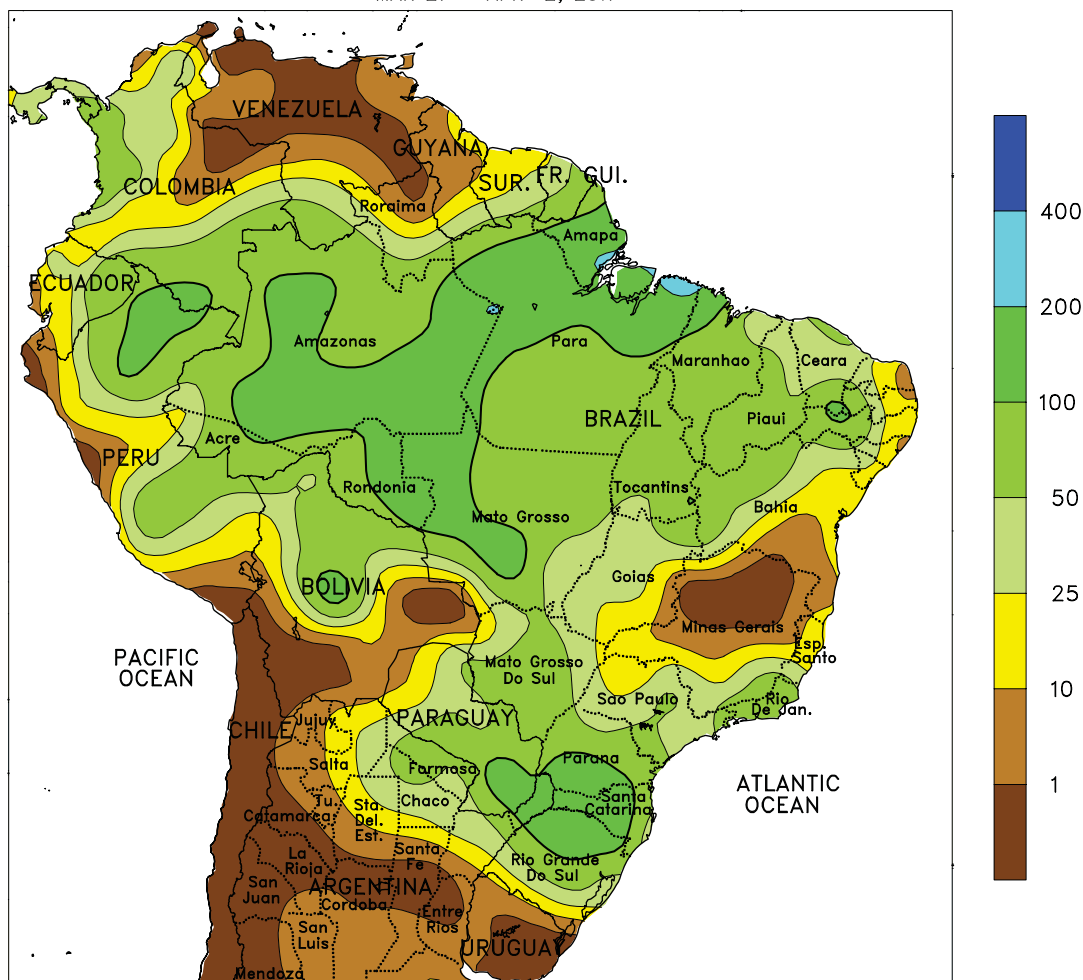 VENEZUELA
GUYANA
COLOMBIA
SUR.
FR. GUI.
Roraima
Amapa
ECUADOR
Amazonas
Para
Maranhao
Ceara
BRAZIL
Piaui
Acre
PERU
Rondonia
Tocantins
Mato Grosso
Bahia
BOLIVIA
Goias
Minas Gerais
Esp.
Santo
PACIFIC
OCEAN
Mato Grosso
Do Sul
Sao Paulo
Rio
De Jan.
PARAGUAY
CHILE
Jujuy
Salta
Formosa
Parana
ATLANTIC
OCEAN
Tu.
Catamarca
Sta.
Del.
Est.
Chaco
Santa
Catarina
La
Rioja
Santa
Fe
Rio Grande
Do Sul
San
Juan
ARGENTINA
Cordoba
Entre
Rios
San
Luis
URUGUAY
Mendoza
400
200
100
50
25
10
1